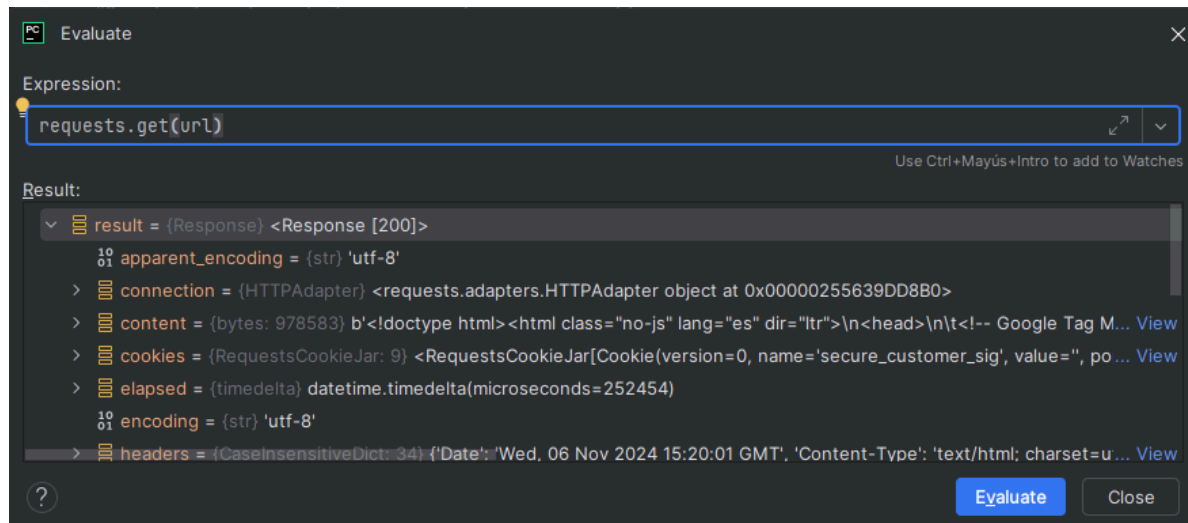 PC Evaluate
Expression:
requests.get(url)
Use Ctrl+Mayús+Intro to add to Watches
Result:
result = {Response} <Response [200]>
10 01 apparent_encoding = {str} 'utf-8'
connection = {HTTPAdapter} <requests.adapters.HTTPAdapter object at 0x00000255639DD8B0>
content = {bytes: 978583} b'<!doctype html><html class="no-js" lang="es" dir="ltr">\n<head>\n\t<!-- Google Tag M... View
cookies = {RequestsCookieJar: 9} <RequestsCookieJar[Cookie(version=0, name='secure_customer_sig', value='', po... View
elapsed = {timedelta} datetime.timedelta(microseconds=252454)
10 01 encoding = {str} 'utf-8'
headers = {CaseInsensitiveDict: 34} {'Date': 'Wed, 06 Nov 2024 15:20:01 GMT', 'Content-Type': 'text/html; charset=u... View
? Evaluate Close